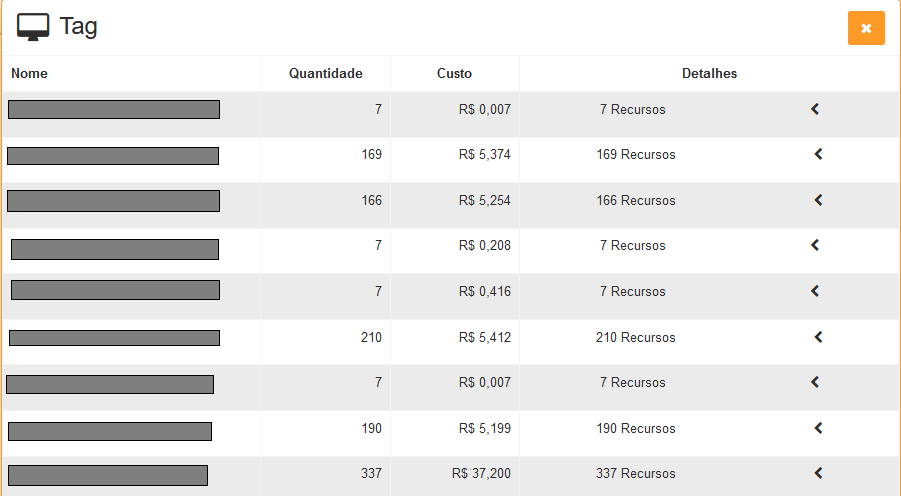 Tag
Nome Quantidade Custo Detalhes
7 R$ 0,007 7 Recursos
169 R$ 5,374 169 Recursos
166 R$ 5,254 166 Recursos
7 R$ 0,208 7 Recursos
7 R$ 0,416 7 Recursos
210 R$ 5,412 210 Recursos
7 R$ 0,007 7 Recursos
190 R$ 5,199 190 Recursos
337 R$ 37,200 337 Recursos